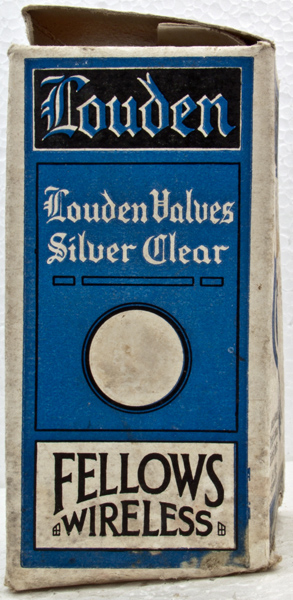 Louden
Louden Valves
Silver Clear
FELLOWS
WIRELESS